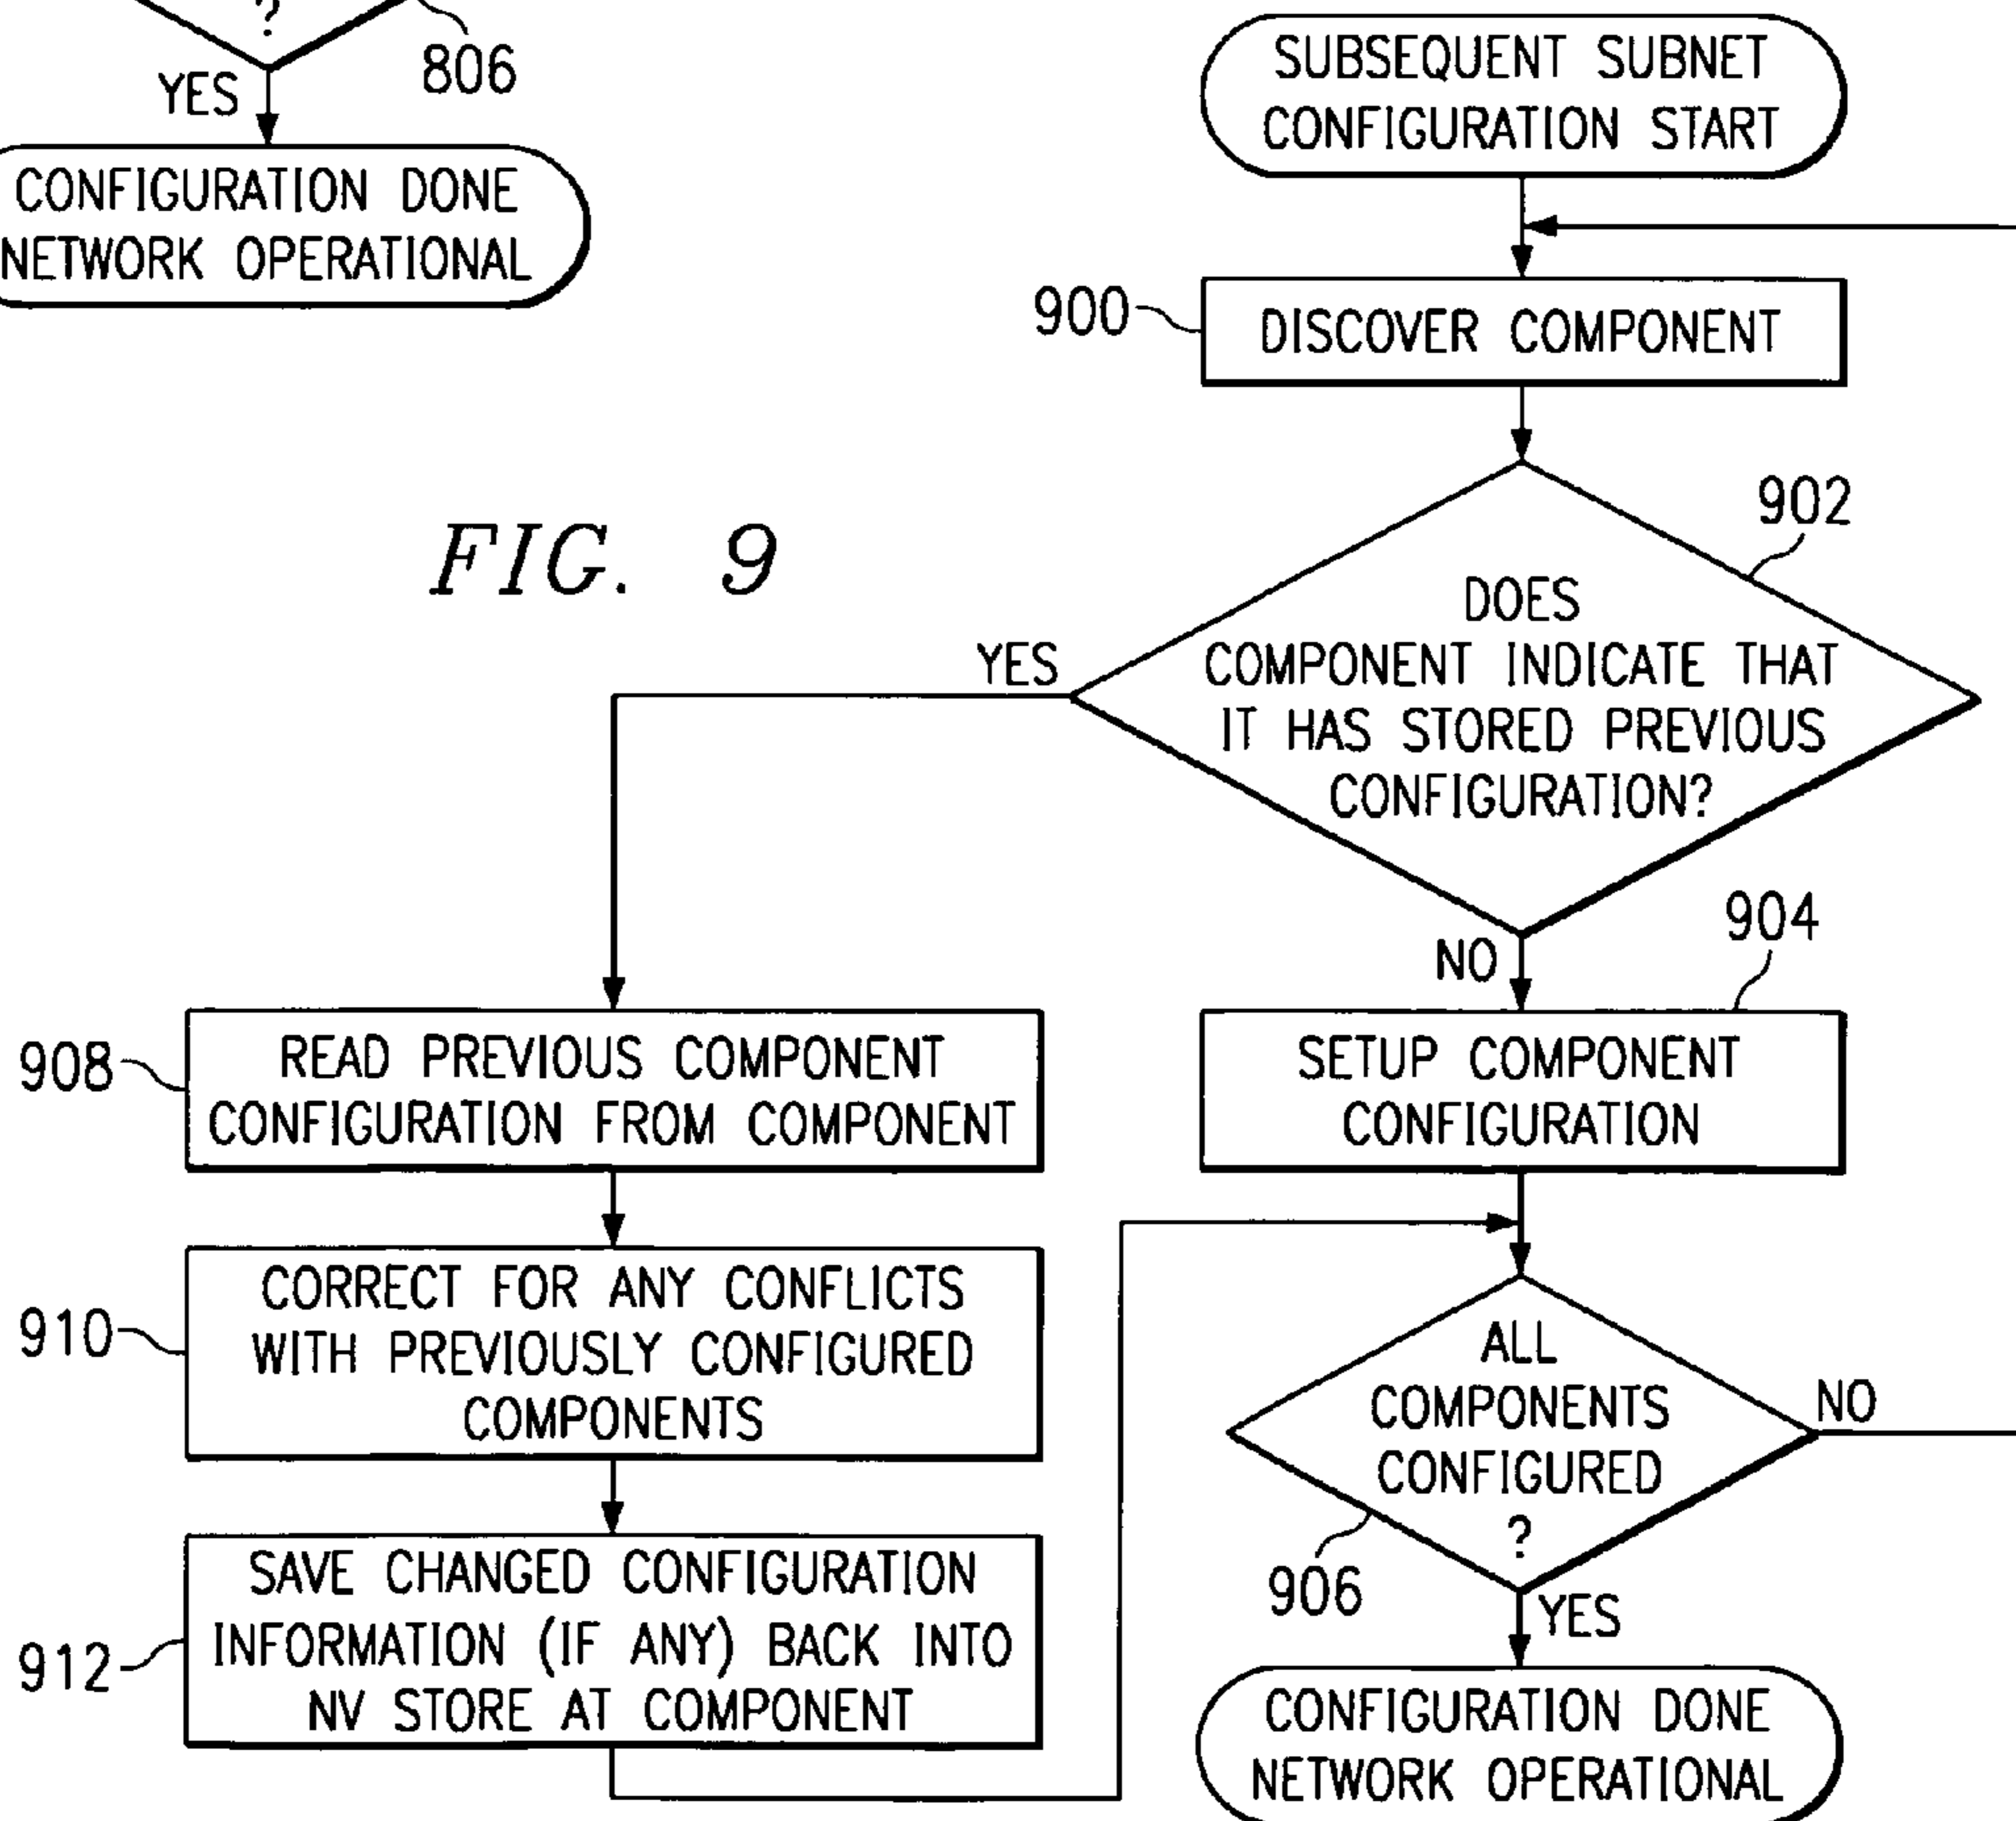 ?
806
YES
CONFIGURATION DONE
NETWORK OPERATIONAL
FIG. 9
SUBSEQUENT SUBNET
CONFIGURATION START
900
DISCOVER COMPONENT
902
DOES
COMPONENT INDICATE THAT
IT HAS STORED PREVIOUS
CONFIGURATION?
YES
NO
904
SETUP COMPONENT
CONFIGURATION
908
READ PREVIOUS COMPONENT
CONFIGURATION FROM COMPONENT
910
CORRECT FOR ANY CONFLICTS
WITH PREVIOUSLY CONFIGURED
COMPONENTS
912
SAVE CHANGED CONFIGURATION
INFORMATION (IF ANY) BACK INTO
NV STORE AT COMPONENT
ALL
COMPONENTS
CONFIGURED
?
NO
906
YES
CONFIGURATION DONE
NETWORK OPERATIONAL